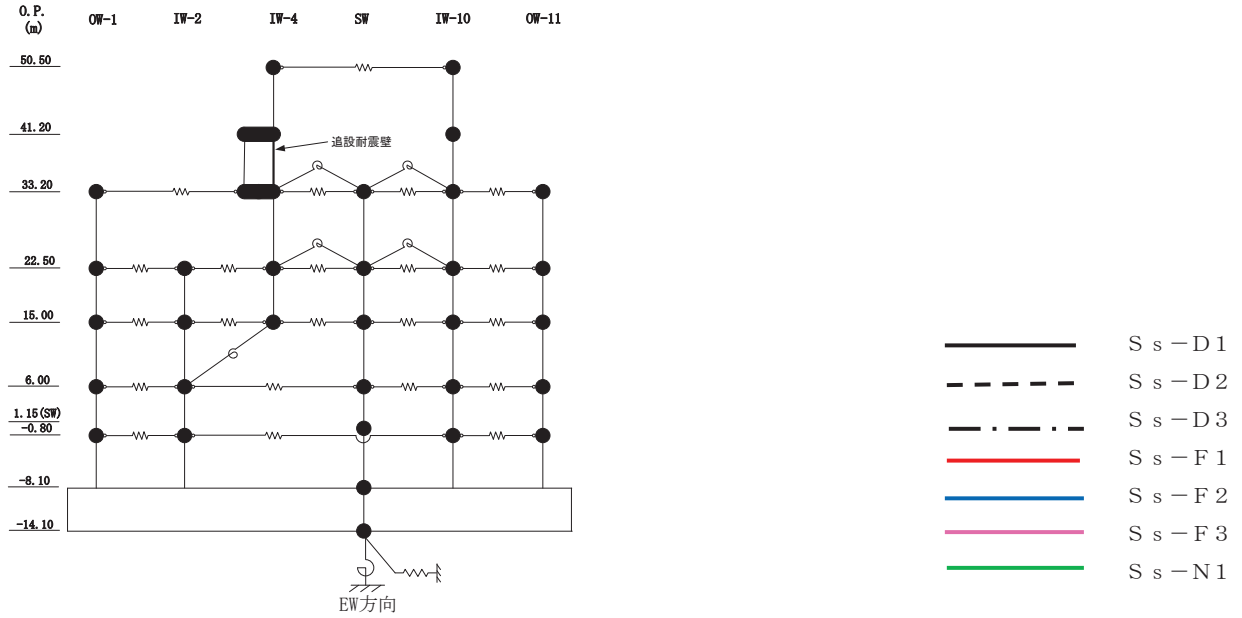 O. P.
(m)
OW-1 IW-2 IW-4 SW IW-10 OW-11
50.50
41.20
追設耐震壁
33.20
22.50
15.00
6.00
1.15(SW)
-0.80
-8.10
-14.10
EW方向
Ss-D1
Ss-D2
Ss-D3
Ss-F1
Ss-F2
Ss-F3
Ss-N1